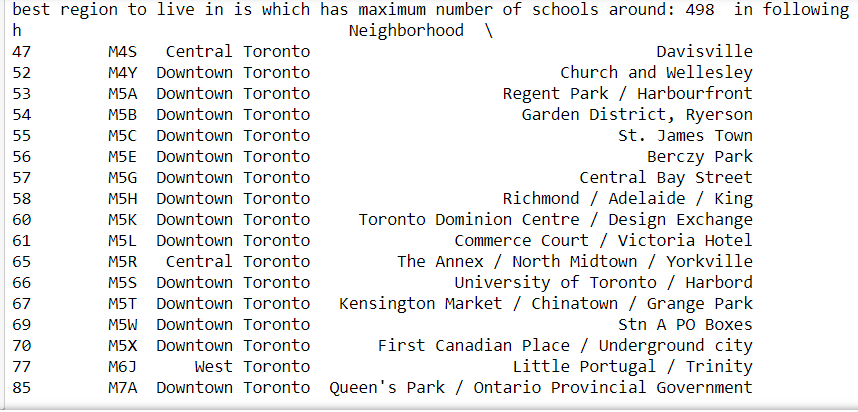 best region to live in is which has maximum number of schools around: 498  in following
h                                  Neighborhood  \
47        M4S   Central Toronto                                    Davisville
52        M4Y  Downtown Toronto                          Church and Wellesley
53        M5A  Downtown Toronto                    Regent Park / Harbourfront
54        M5B  Downtown Toronto                      Garden District, Ryerson
55        M5C  Downtown Toronto                                St. James Town
56        M5E  Downtown Toronto                                   Berczy Park
57        M5G  Downtown Toronto                            Central Bay Street
58        M5H  Downtown Toronto                    Richmond / Adelaide / King
60        M5K  Downtown Toronto     Toronto Dominion Centre / Design Exchange
61        M5L  Downtown Toronto               Commerce Court / Victoria Hotel
65        M5R   Central Toronto         The Annex / North Midtown / Yorkville
66        M5S  Downtown Toronto               University of Toronto / Harbord
67        M5T  Downtown Toronto   Kensington Market / Chinatown / Grange Park
69        M5W  Downtown Toronto                                Stn A PO Boxes
70        M5X  Downtown Toronto       First Canadian Place / Underground city
77        M6J      West Toronto                     Little Portugal / Trinity
85        M7A  Downtown Toronto  Queen's Park / Ontario Provincial Government